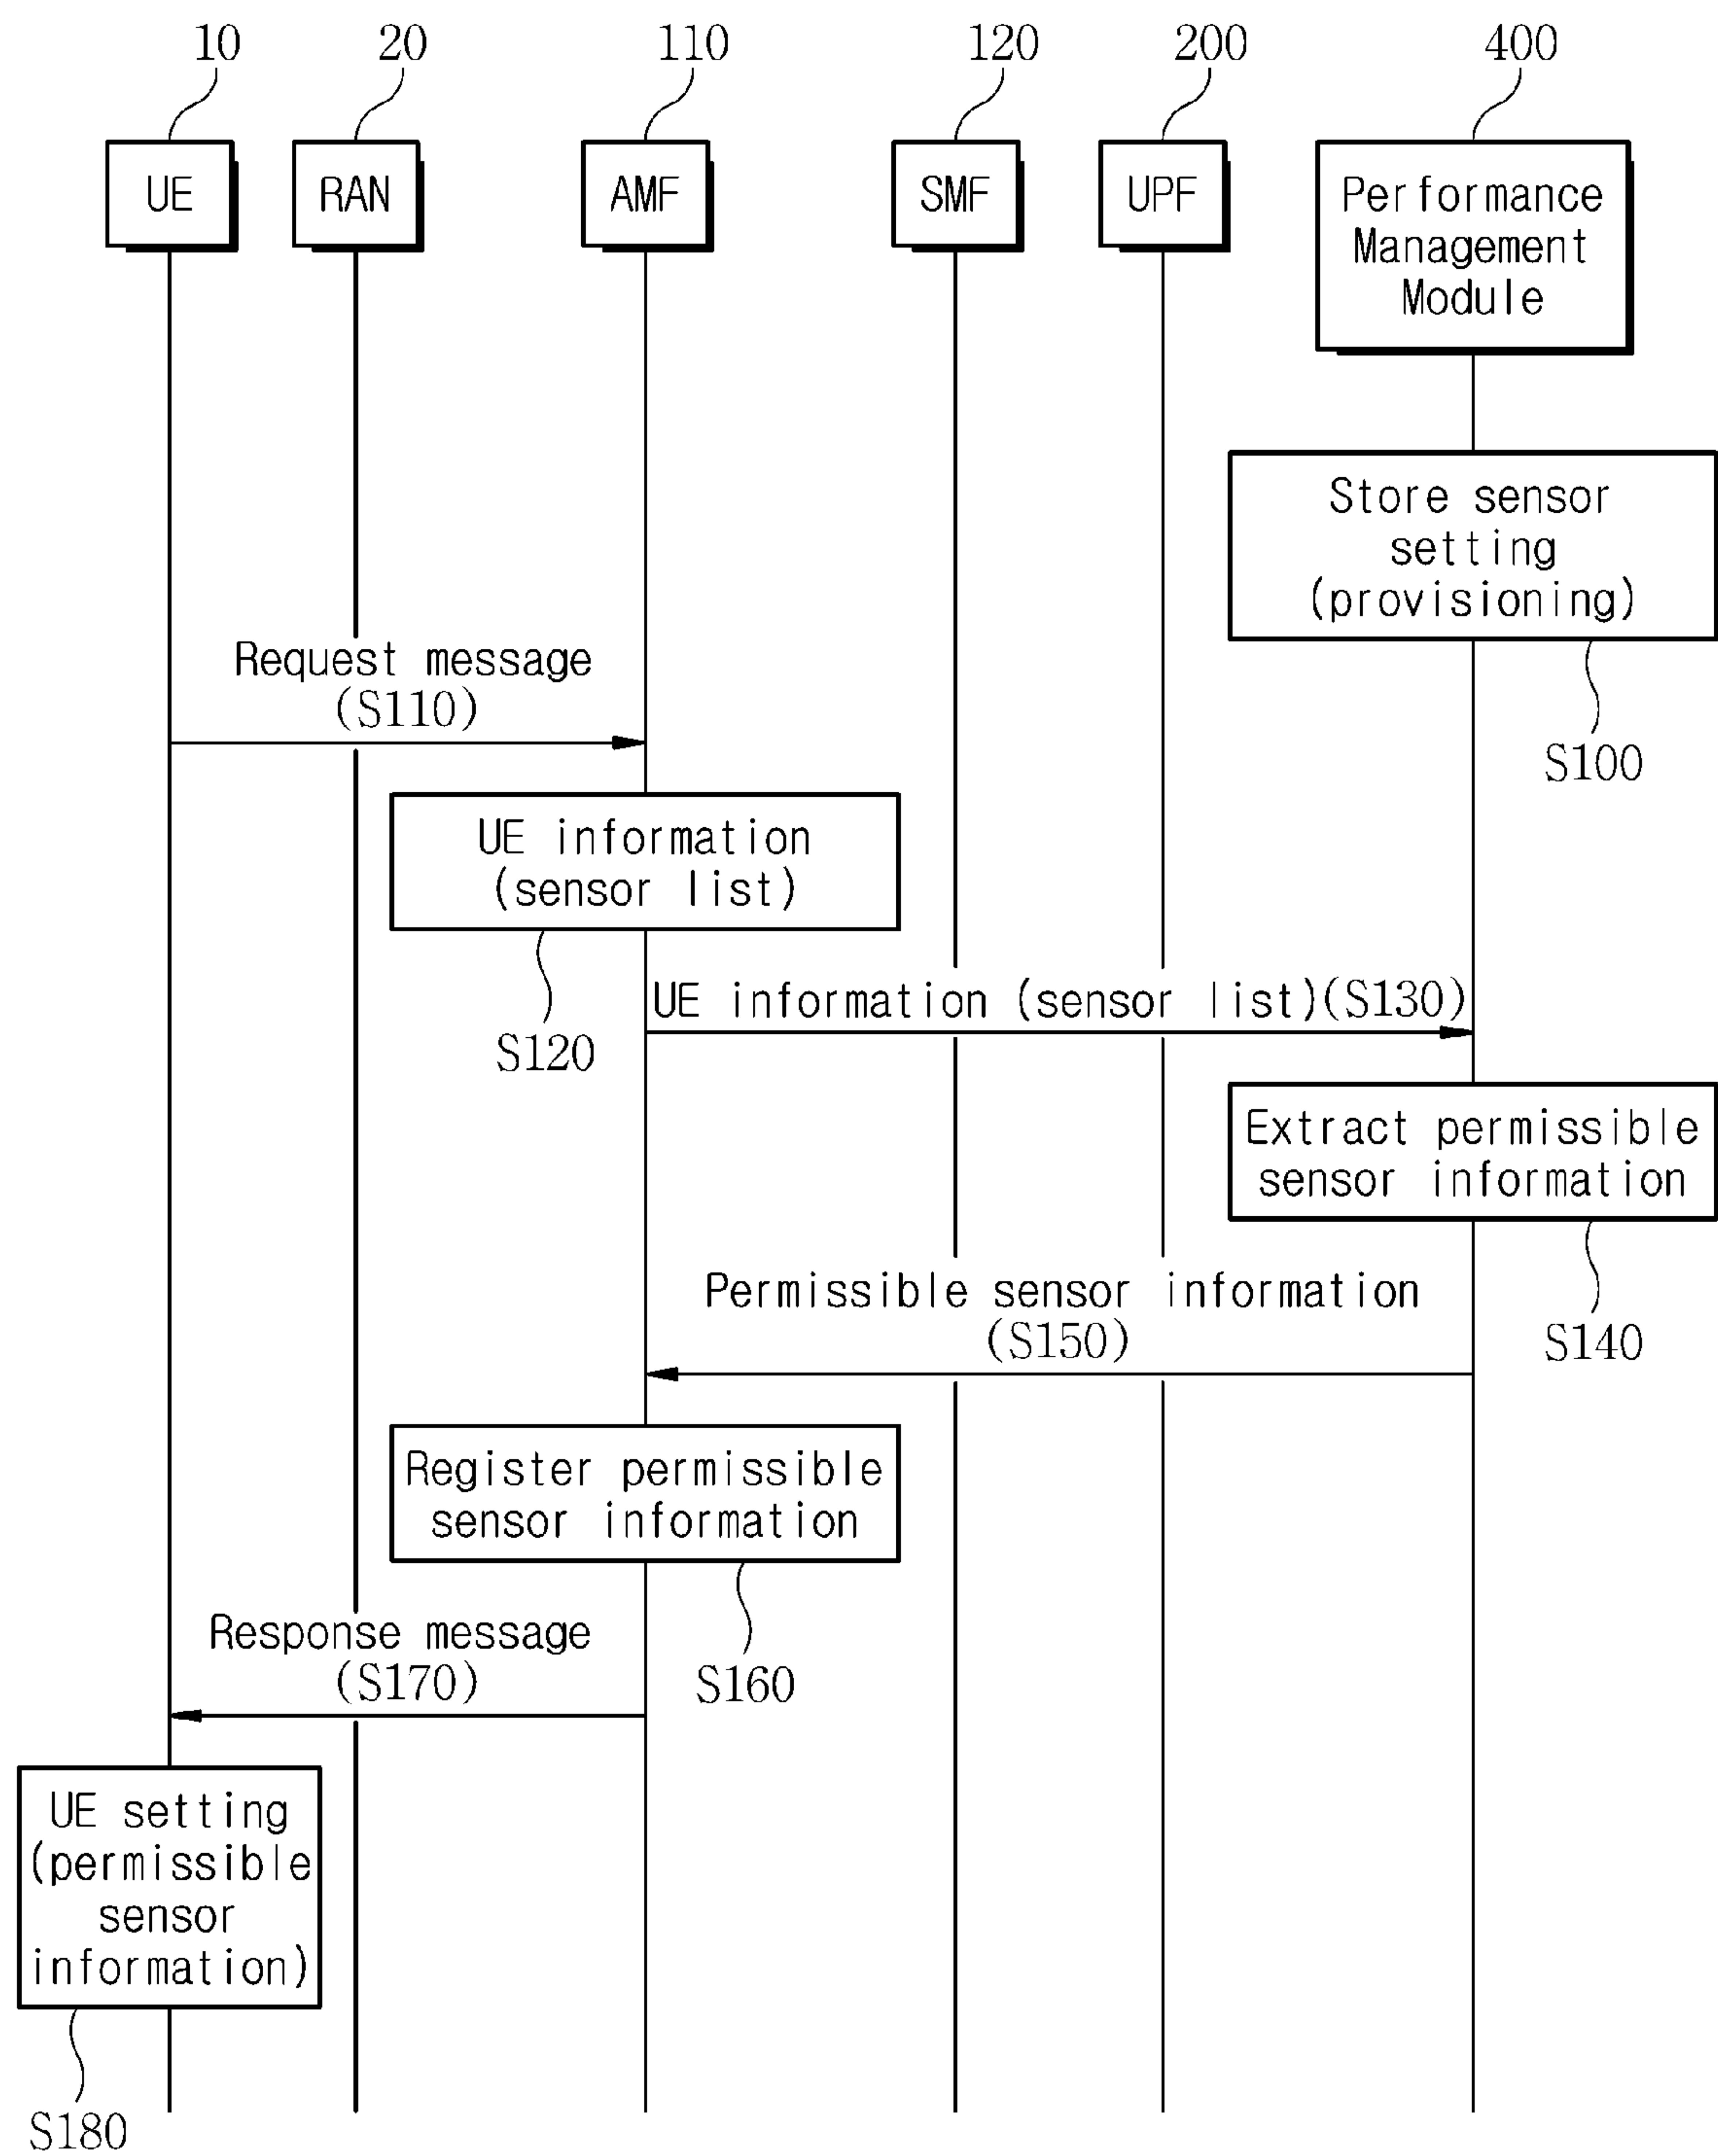 10
20
110
120
200
400
UE
RAN
AMF
SMF
UPF
Performance
Management
Module
Store sensor
setting
(provisioning)
S100
Request message
(S110)
UE information
(sensor list)
S120
UE information (sensor list)(S130)
Extract permissible
sensor information
S140
Permissible sensor information
(S150)
Register permissible
sensor information
S160
Response message
(S170)
UE setting
(permissible
sensor
information)
S180